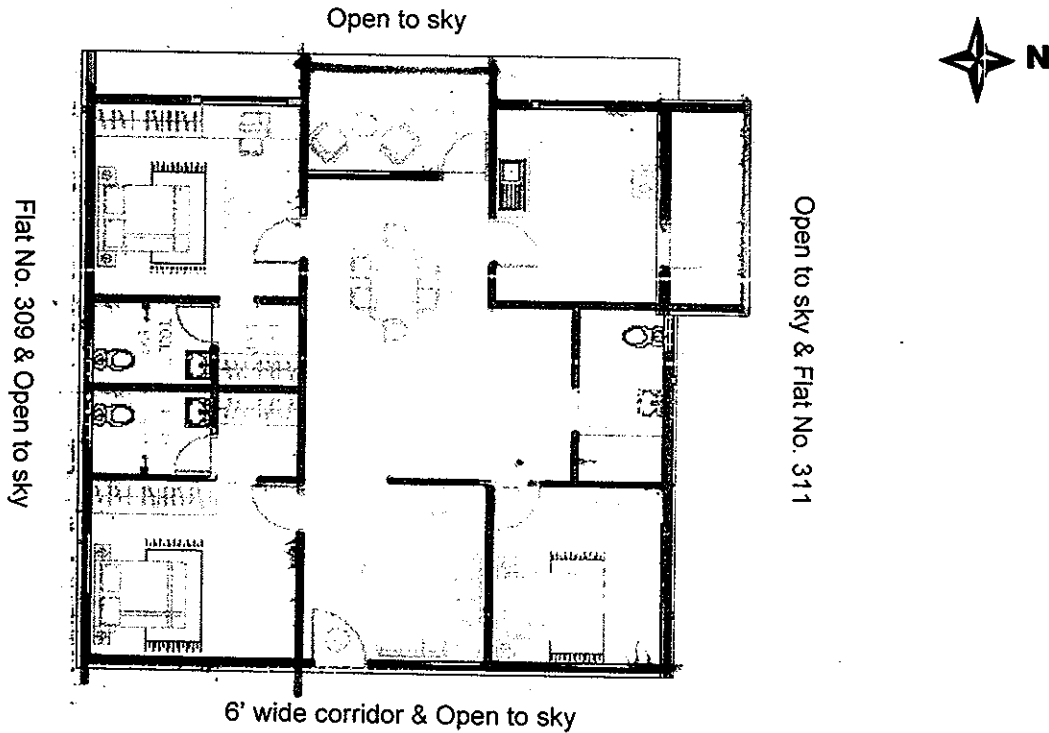 Open to sky
N
Flat No. 309 & Open to sky
Open to sky & Flat No. 311
6' wide corridor & Open to sky